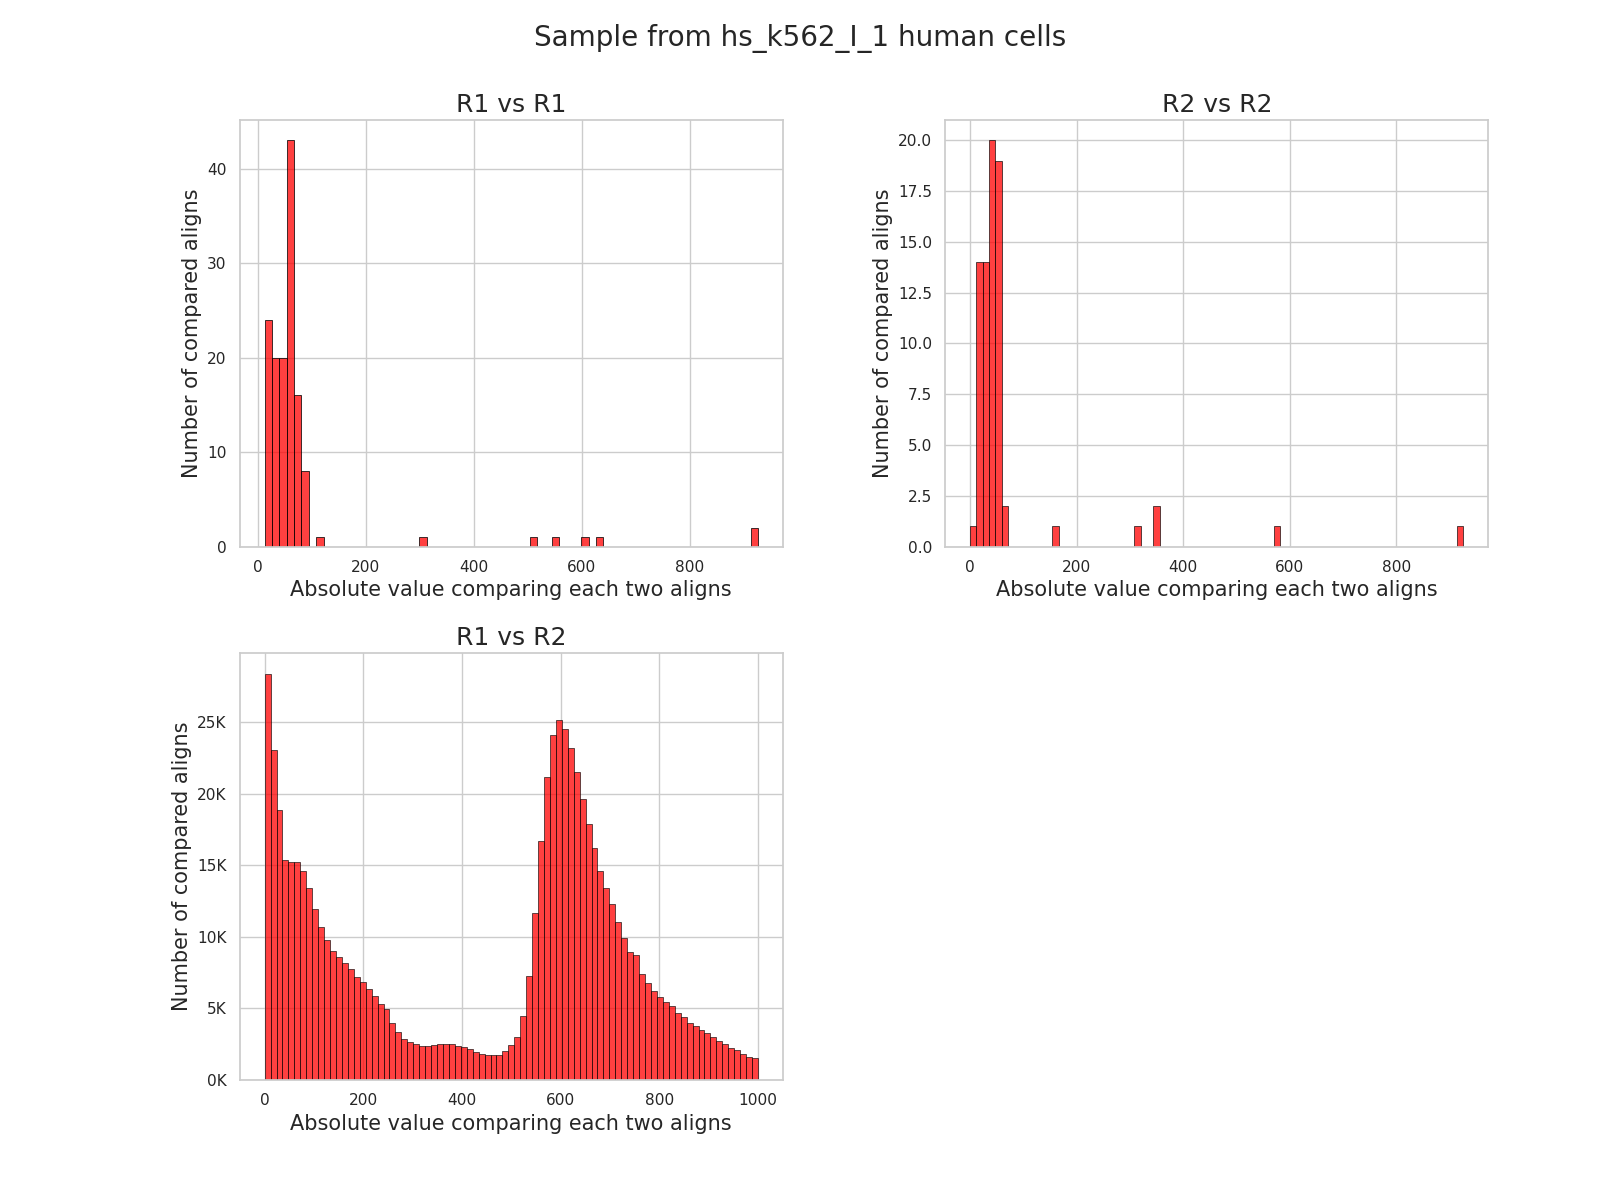 Sample from hs_k562_I_1 human cells
R1 vs R1
Number of compared aligns
40
30
20
10
0
0 200 400 600 800
Absolute value comparing each two aligns
R2 vs R2
Number of compared aligns
20.0
17.5
15.0
12.5
10.0
7.5
5.0
2.5
0.0
0 200 400 600 800
Absolute value comparing each two aligns
R1 vs R2
Number of compared aligns
25K
20K
15K
10K
5K
0K
0 200 400 600 800 1000
Absolute value comparing each two aligns